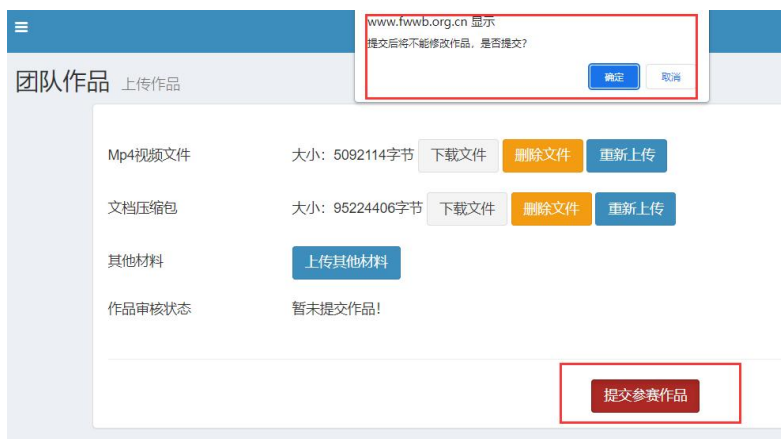 www.fwwb.org.cn 显示
提交后将不能修改作品，是否提交？
确定 取消
团队作品 上传作品
Mp4视频文件 大小：5092114字节 下载文件 删除文件 重新上传
文档压缩包 大小：95224406字节 下载文件 删除文件 重新上传
其他材料 上传其他材料
作品审核状态 暂未提交作品！
提交参赛作品